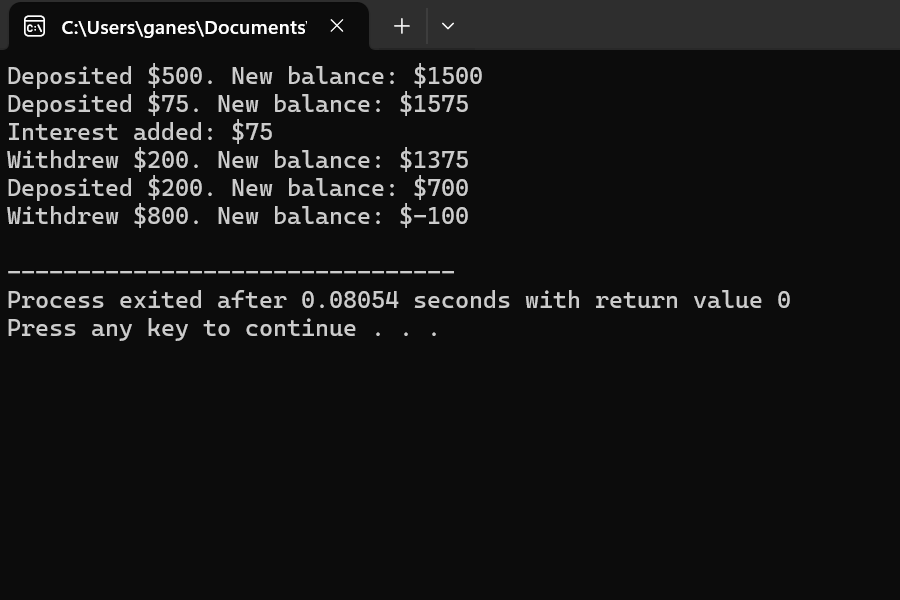 C:\Users\ganes\Documents'
Deposited $500. New balance: $1500
Deposited $75. New balance: $1575
Interest added: $75
Withdrew $200. New balance: $1375
Deposited $200. New balance: $700
Withdrew $800. New balance: $-100
--------------------------------
Process exited after 0.08054 seconds with return value 0
Press any key to continue . . .